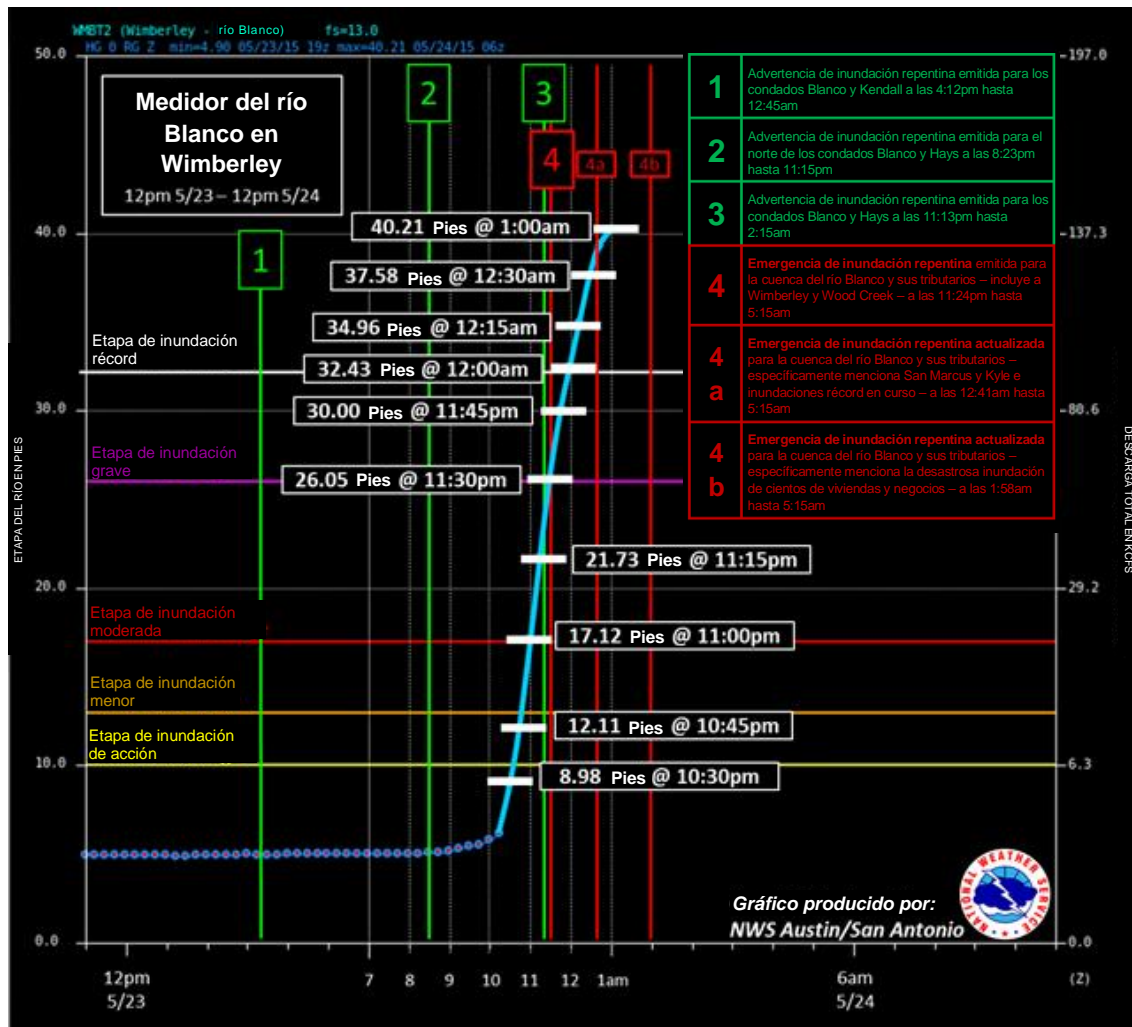 WMBT2 (Wimberley - río Blanco) fs=13.0
HG 0 RG Z min=4.90 05/23/15 19z max=40.21 05/24/15 06z
50.0
40.0
30.0
20.0
10.0
0.0
ETAPA DEL RÍO EN PIES
Medidor del río
Blanco en
Wimberley
12pm 5/23 – 12pm 5/24
1
2
3
4
4a
4b
1
Advertencia de inundación repentina emitida para los
condados Blanco y Kendall a las 4:12pm hasta
12:45am
2
Advertencia de inundación repentina emitida para el
norte de los condados Blanco y Hays a las 8:23pm
hasta 11:15pm
3
Advertencia de inundación repentina emitida para los
condados Blanco y Hays a las 11:13pm hasta
2:15am
4
Emergencia de inundación repentina emitida para
la cuenca del río Blanco y sus tributarios – incluye a
Wimberley y Wood Creek – a las 11:24pm hasta
5:15am
4
a
Emergencia de inundación repentina actualizada
para la cuenca del río Blanco y sus tributarios –
específicamente menciona San Marcus y Kyle e
inundaciones récord en curso – a las 12:41am hasta
5:15am
4
b
Emergencia de inundación repentina actualizada
para la cuenca del río Blanco y sus tributarios –
específicamente menciona la desastrosa inundación
de cientos de viviendas y negocios – a las 1:58am
hasta 5:15am
40.21 Pies @ 1:00am
37.58 Pies @ 12:30am
34.96 Pies @ 12:15am
32.43 Pies @ 12:00am
30.00 Pies @ 11:45pm
26.05 Pies @ 11:30pm
21.73 Pies @ 11:15pm
17.12 Pies @ 11:00pm
12.11 Pies @ 10:45pm
8.98 Pies @ 10:30pm
Etapa de inundación
récord
Etapa de inundación
grave
Etapa de inundación
moderada
Etapa de inundación
menor
Etapa de inundación
de acción
197.0
137.3
80.6
29.2
6.3
0.0
DESCARGA TOTAL EN KCFS
Gráfico producido por:
NWS Austin/San Antonio
NATIONAL WEATHER SERVICE
12pm
5/23
7 8 9 10 11 12 1am
6am
5/24
(Z)